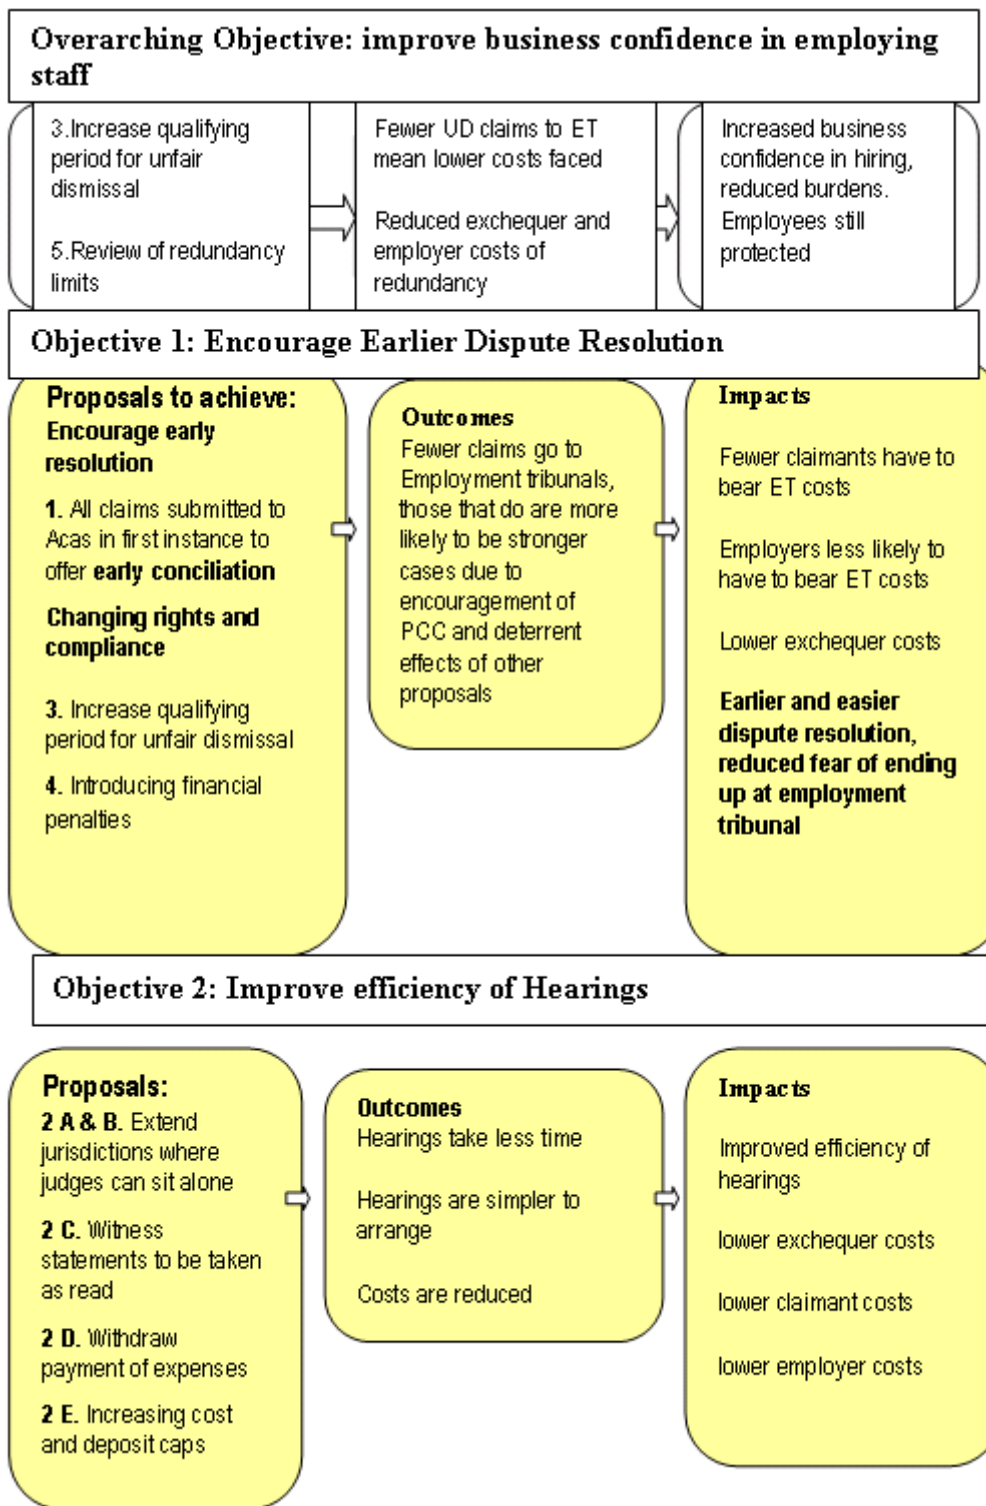 Overarching Objective: improve business confidence in employing
staff
3.Increase qualifying
period for unfair
dismissal
5.Review of redundancy
limits
Fewer UD claims to ET
mean lower costs faced
Reduced exchequer and
employer costs of
redundancy
Increased business
confidence in hiring,
reduced burdens.
Employees still
protected
Objective 1: Encourage Earlier Dispute Resolution
Proposals to achieve:
Encourage early
resolution
1. All claims submitted to
Acas in first instance to
offer early conciliation
Changing rights and
compliance
3. Increase qualifying
period for unfair dismissal
4. Introducing financial
penalties
Outcomes
Fewer claims go to
Employment tribunals,
those that do are more
likely to be stronger
cases due to
encouragement of
PCC and deterrent
effects of other
proposals
Impacts
Fewer claimants have to
bear ET costs
Employers less likely to
have to bear ET costs
Lower exchequer costs
Earlier and easier
dispute resolution,
reduced fear of ending
up at employment
tribunal
Objective 2: Improve efficiency of Hearings
Proposals:
2 A & B. Extend
jurisdictions where
judges can sit alone
2 C. Witness
statements to be taken
as read
2 D. Withdraw
payment of expenses
2 E. Increasing cost
and deposit caps
Outcomes
Hearings take less time
Hearings are simpler to
arrange
Costs are reduced
Impacts
Improved efficiency of
hearings
lower exchequer costs
lower claimant costs
lower employer costs